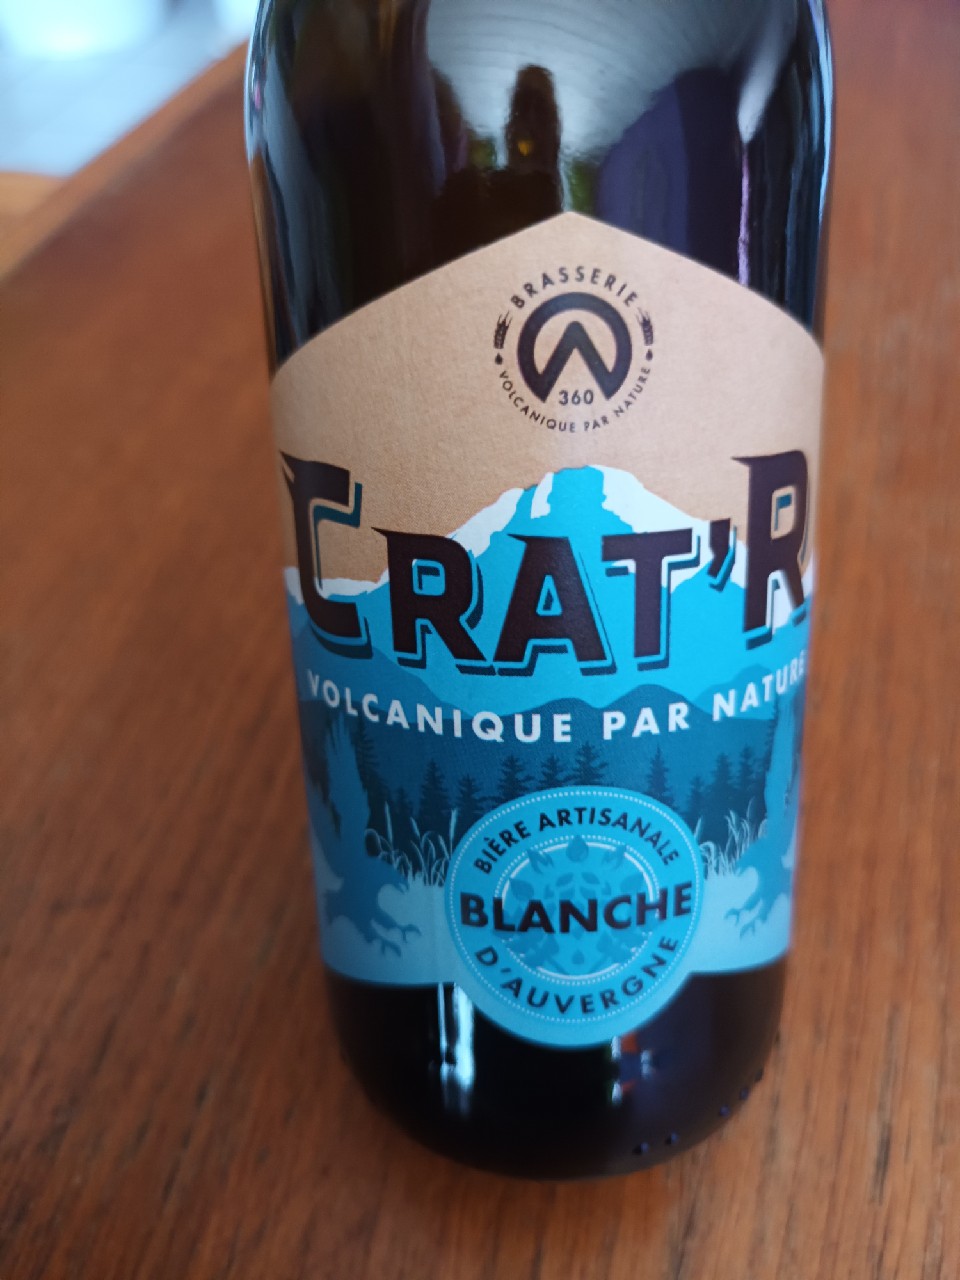 BRASSERIE
360
VOLCANIQUE PAR NATURE
CRAT'R
VOLCANIQUE PAR NATURE
BIÈRE ARTISANALE
BLANCHE
D'AUVERGNE